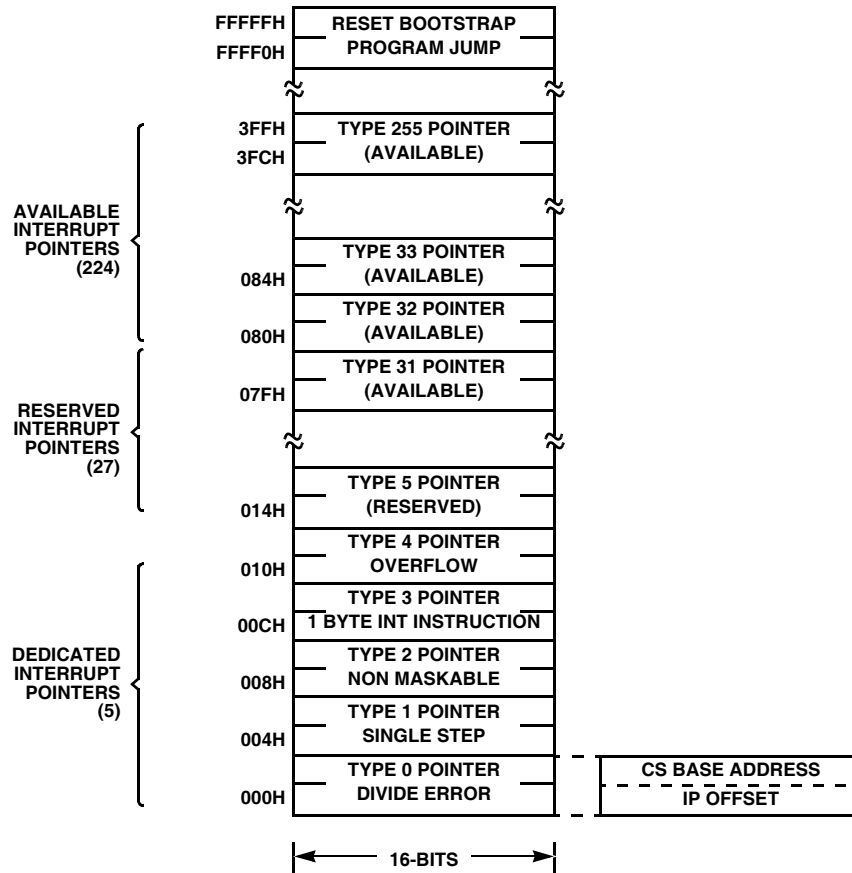 FFFFFH
RESET BOOTSTRAP
FFFF0H
PROGRAM JUMP
3FFH
TYPE 255 POINTER
3FCH
(AVAILABLE)
AVAILABLE
INTERRUPT
POINTERS
(224)
TYPE 33 POINTER
084H
(AVAILABLE)
TYPE 32 POINTER
080H
(AVAILABLE)
TYPE 31 POINTER
07FH
(AVAILABLE)
RESERVED
INTERRUPT
POINTERS
(27)
TYPE 5 POINTER
014H
(RESERVED)
TYPE 4 POINTER
010H
OVERFLOW
TYPE 3 POINTER
00CH
1 BYTE INT INSTRUCTION
DEDICATED
INTERRUPT
POINTERS
(5)
TYPE 2 POINTER
008H
NON MASKABLE
TYPE 1 POINTER
004H
SINGLE STEP
TYPE 0 POINTER
000H
DIVIDE ERROR
CS BASE ADDRESS
IP OFFSET
16-BITS